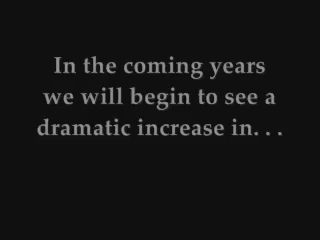 In the coming years
we will begin to see a
dramatic increase in. . .